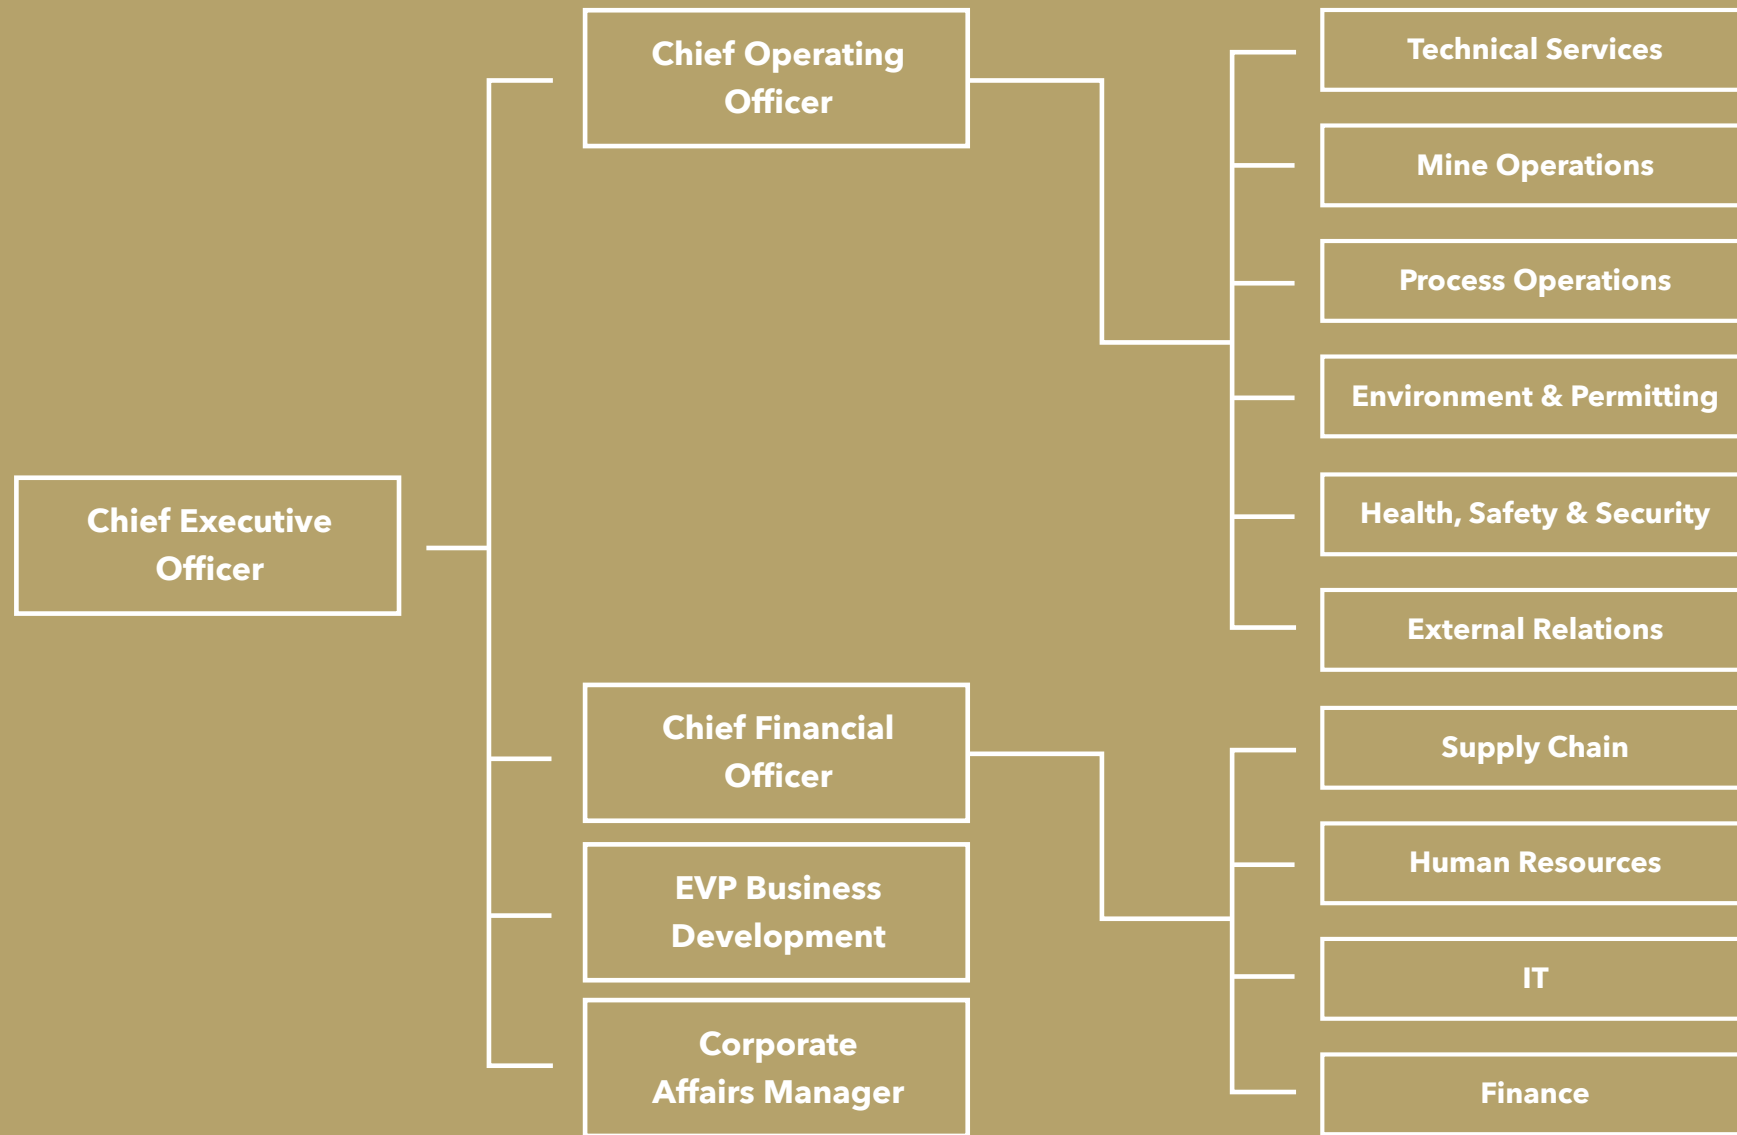 Chief Executive
Officer
Chief Operating
Officer
Chief Financial
Officer
EVP Business
Development
Corporate
Affairs Manager
Technical Services
Mine Operations
Process Operations
Environment & Permitting
Health, Safety & Security
External Relations
Supply Chain
Human Resources
IT
Finance